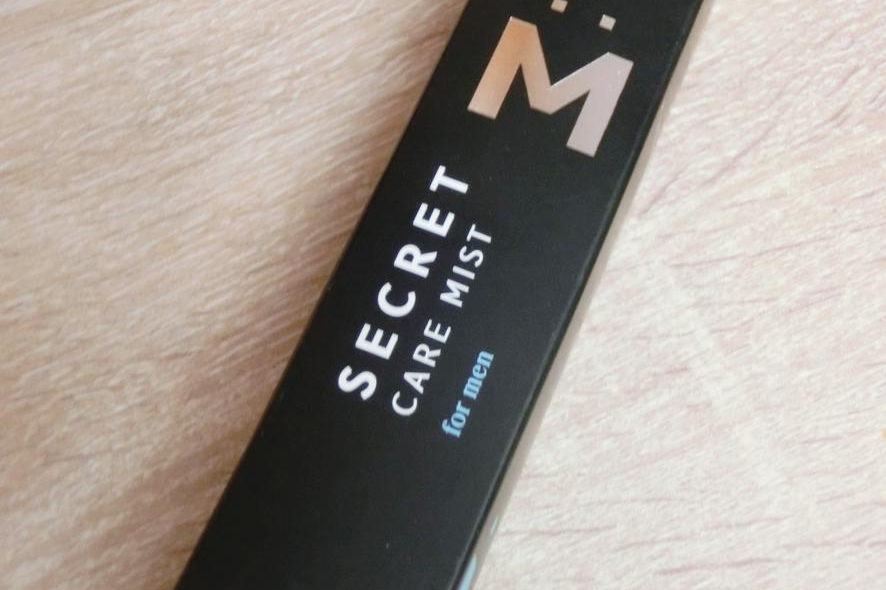 M̈
SECRET
CARE MIST
for men